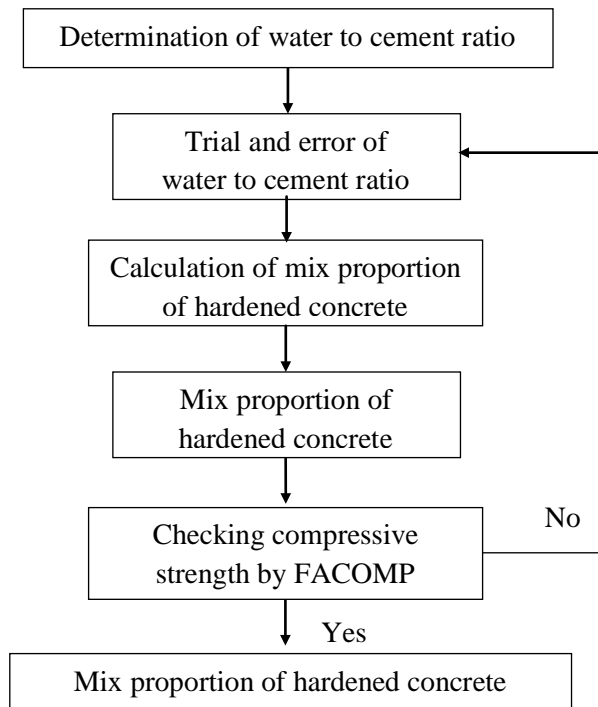 Determination of water to cement ratio
Trial and error of
water to cement ratio
Calculation of mix proportion
of hardened concrete
Mix proportion of
hardened concrete
Checking compressive
strength by FACOMP
No
Yes
Mix proportion of hardened concrete